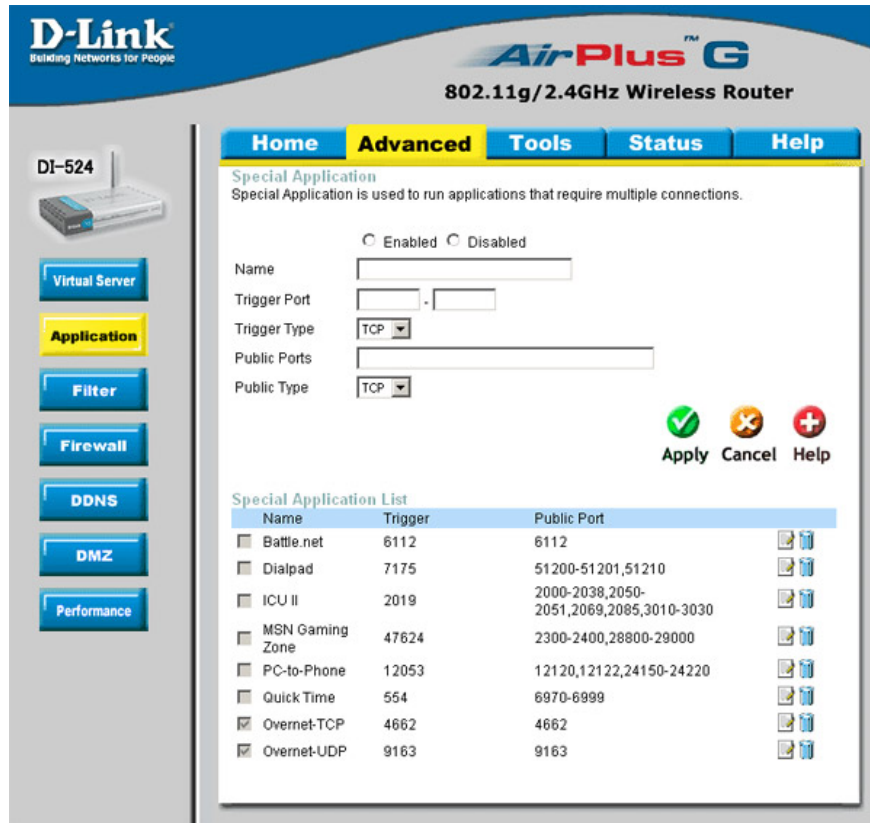 D-Link
Building Networks for People
AirPlus™ G
802.11g/2.4GHz Wireless Router
DI-524
Home Advanced Tools Status Help
Virtual Server
Application
Filter
Firewall
DDNS
DMZ
Performance
Special Application
Special Application is used to run applications that require multiple connections.
Enabled Disabled
Name
Trigger Port -
Trigger Type TCP
Public Ports
Public Type TCP
Apply Cancel Help
Special Application List
Name Trigger Public Port
Battle.net 6112 6112
Dialpad 7175 51200-51201,51210
ICU II 2019 2000-2038,2050-
2051,2069,2085,3010-3030
MSN Gaming
Zone 47624 2300-2400,28800-29000
PC-to-Phone 12053 12120,12122,24150-24220
Quick Time 554 6970-6999
Overnet-TCP 4662 4662
Overnet-UDP 9163 9163